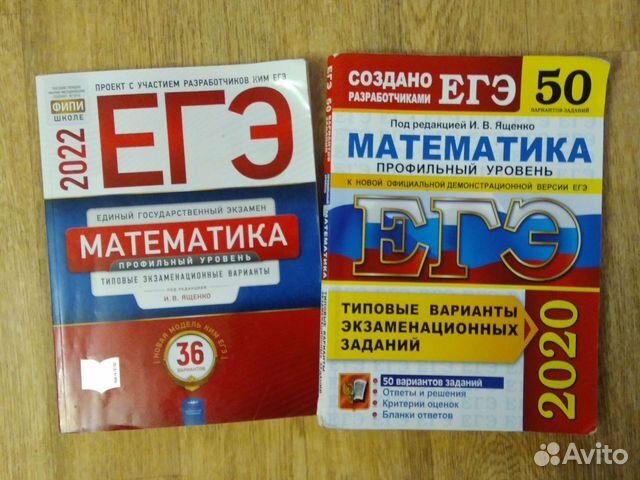 ПРОЕКТ С УЧАСТИЕМ РАЗРАБОТЧИКОВ КИМ ЕГЭ
ФИПИ
ШКОЛЕ
2022
ЕГЭ
ЕДИНЫЙ ГОСУДАРСТВЕННЫЙ ЭКЗАМЕН
МАТЕМАТИКА
ПРОФИЛЬНЫЙ УРОВЕНЬ
ТИПОВЫЕ ЭКЗАМЕНАЦИОННЫЕ ВАРИАНТЫ
ПОД РЕДАКЦИЕЙ
И. В. ЯЩЕНКО
НОВАЯ МОДЕЛЬ КИМ ЕГЭ
36
ВАРИАНТОВ
СОЗДАНО
РАЗРАБОТЧИКАМИ
ЕГЭ
50
ВАРИАНТОВ ЗАДАНИЙ
Под редакцией И. В. Ященко
МАТЕМАТИКА
ПРОФИЛЬНЫЙ УРОВЕНЬ
К НОВОЙ ОФИЦИАЛЬНОЙ ДЕМОНСТРАЦИОННОЙ ВЕРСИИ ЕГЭ
ЕГЭ
ТИПОВЫЕ ВАРИАНТЫ
ЭКЗАМЕНАЦИОННЫХ
ЗАДАНИЙ
2020
50 вариантов заданий
Ответы и решения
Критерии оценок
Бланки ответов
Avito